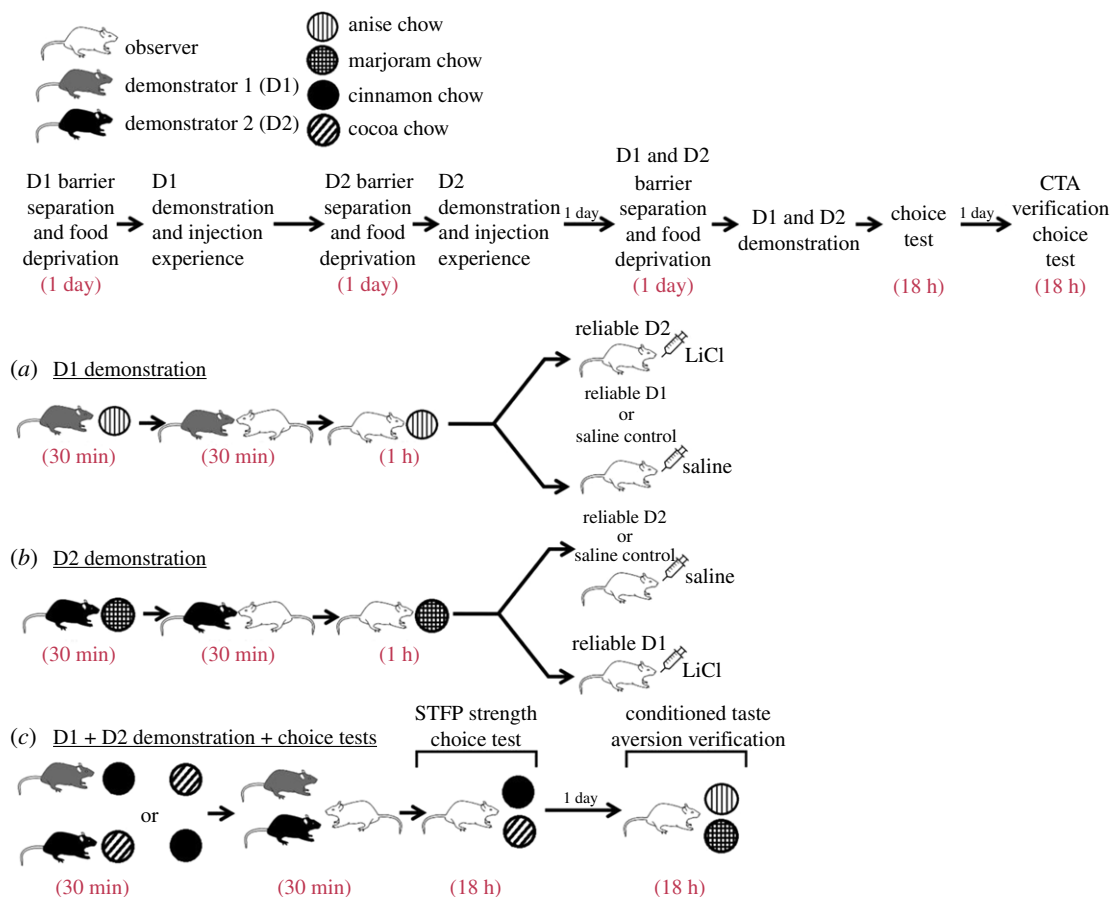 observer
demonstrator 1 (D1)
demonstrator 2 (D2)
anise chow
marjoram chow
cinnamon chow
cocoa chow
D1 barrier
separation
and food
deprivation
(1 day)
D1
demonstration
and injection
experience
D2 barrier
separation
and food
deprivation
(1 day)
D2
demonstration
and injection
experience
1 day
D1 and D2
barrier
separation
and food
deprivation
(1 day)
D1 and D2
demonstration
choice
test
(18 h)
1 day
CTA
verification
choice
test
(18 h)
(a) D1 demonstration
(30 min)
(30 min)
(1 h)
reliable D2
LiCl
reliable D1
or
saline control
saline
(b) D2 demonstration
(30 min)
(30 min)
(1 h)
reliable D2
or
saline control
saline
reliable D1
LiCl
(c) D1 + D2 demonstration + choice tests
or
(30 min)
(30 min)
STFP strength
choice test
(18 h)
1 day
conditioned taste
aversion verification
(18 h)